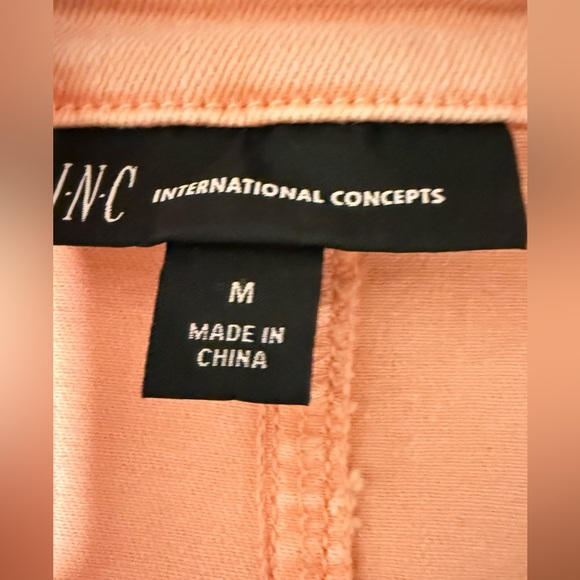 I·N·C INTERNATIONAL CONCEPTS
M
MADE IN
CHINA